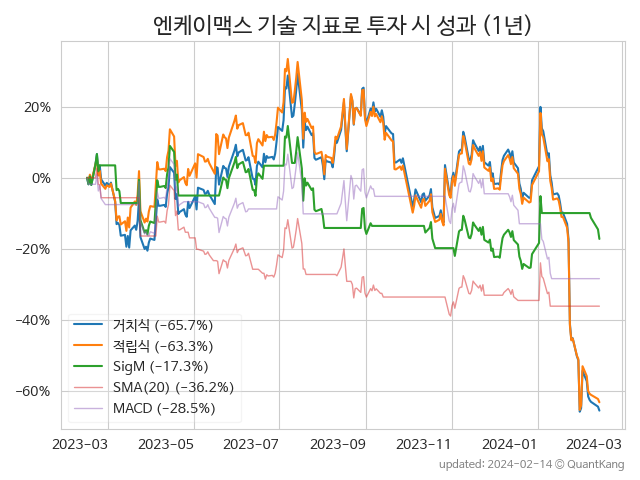 엔케이맥스 기술 지표로 투자 시 성과 (1년)
20%
0%
−20%
−40%
−60%
거치식 (−65.7%)
적립식 (−63.3%)
SigM (−17.3%)
SMA(20) (−36.2%)
MACD (−28.5%)
2023−03 2023−05 2023−07 2023−09 2023−11 2024−01 2024−03
updated: 2024−02−14 © QuantKang